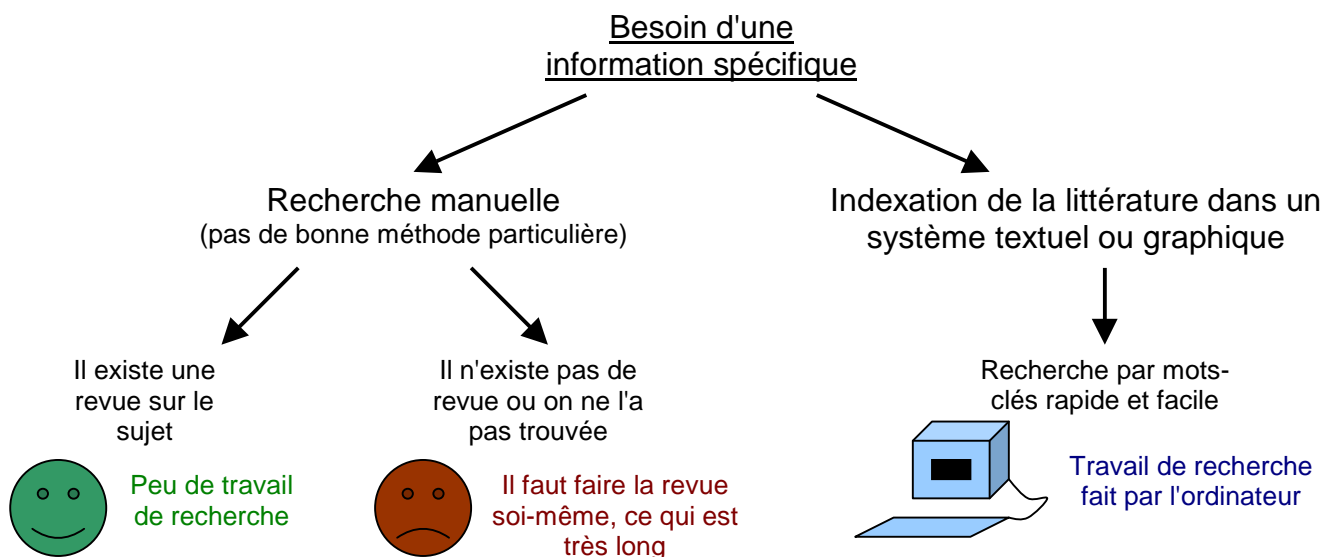 Besoin d'une
information spécifique
Recherche manuelle
(pas de bonne méthode particulière)
Indexation de la littérature dans un
système textuel ou graphique
Il existe une
revue sur le
sujet
Il n'existe pas de
revue ou on ne l'a
pas trouvée
Recherche par mots-
clés rapide et facile
Peu de travail
de recherche
Il faut faire la revue
soi-même, ce qui est
très long
Travail de recherche
fait par l'ordinateur